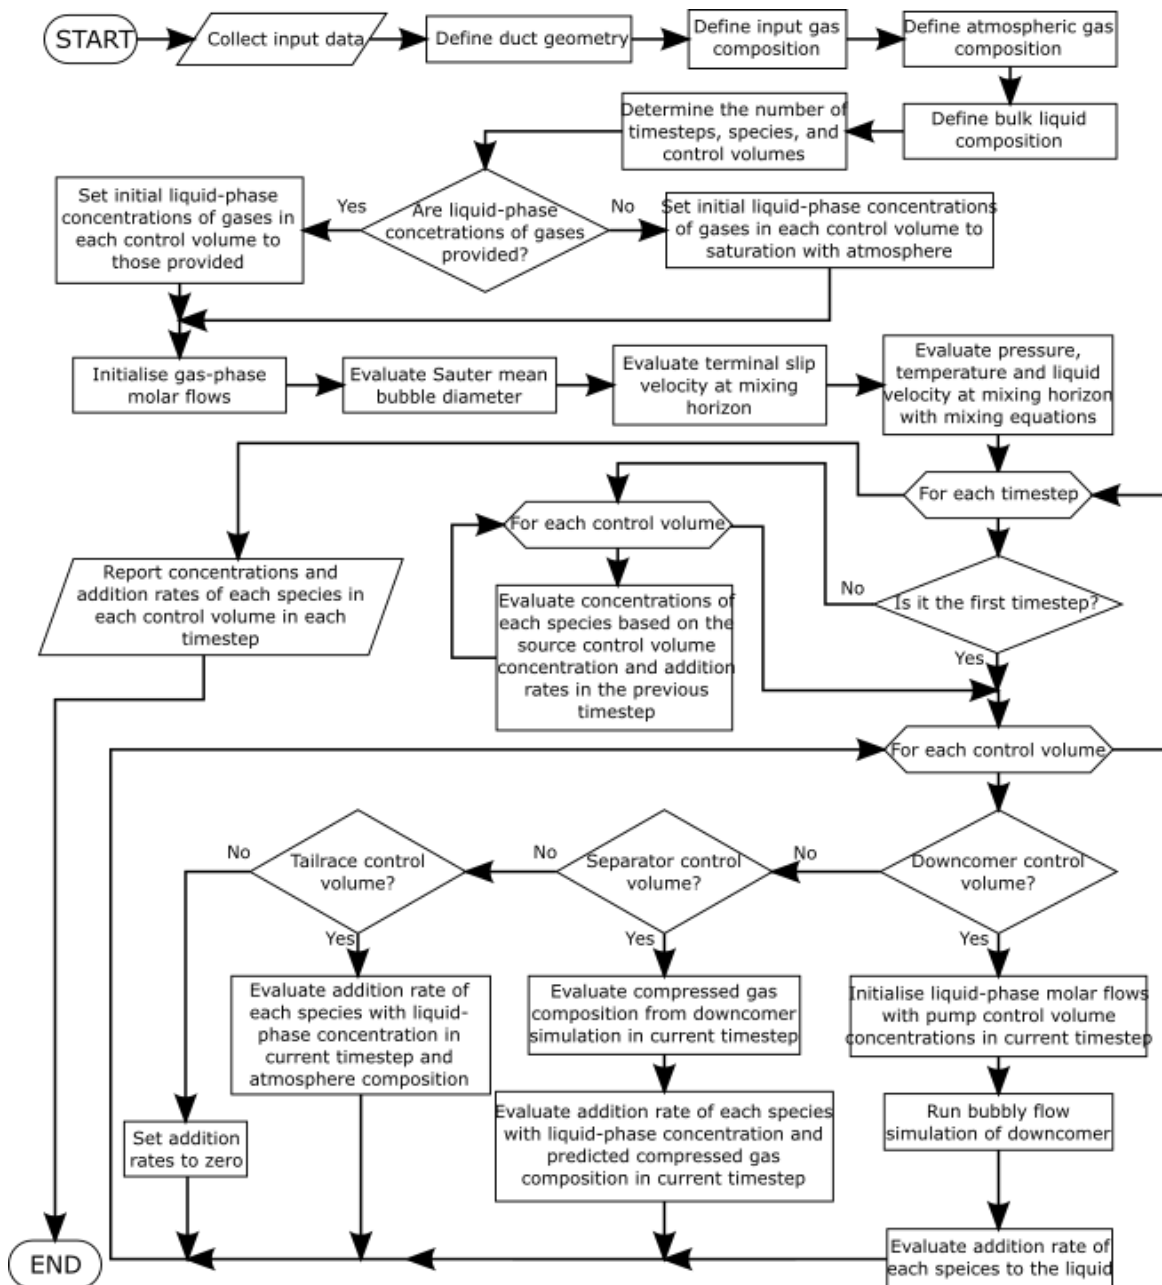 START
Collect input data
Define duct geometry
Define input gas
composition
Define atmospheric gas
composition
Determine the number of
timesteps, species, and
control volumes
Define bulk liquid
composition
Set initial liquid-phase
concentrations of gases in
each control volume to
those provided
Yes
Are liquid-phase
concetrations of gases
provided?
No
Set initial liquid-phase concentrations
of gases in each control volume to
saturation with atmosphere
Initialise gas-phase
molar flows
Evaluate Sauter mean
bubble diameter
Evaluate terminal slip
velocity at mixing
horizon
Evaluate pressure,
temperature and liquid
velocity at mixing horizon
with mixing equations
For each timestep
For each control volume
No
Is it the first timestep?
Yes
Report concentrations and
addition rates of each species in
each control volume in each
timestep
Evaluate concentrations of
each species based on the
source control volume
concentration and addition
rates in the previous
timestep
For each control volume
No
Tailrace control
volume?
No
Separator control
volume?
No
Downcomer control
volume?
Yes
Yes
Yes
Evaluate addition rate of
each species with liquid-
phase concentration in
current timestep and
atmosphere composition
Evaluate compressed gas
composition from downcomer
simulation in current timestep
Initialise liquid-phase molar flows
with pump control volume
concentrations in current timestep
Set addition
rates to zero
Evaluate addition rate of each species
with liquid-phase concentration and
predicted compressed gas
composition in current timestep
Run bubbly flow
simulation of downcomer
END
Evaluate addition rate of
each speices to the liquid